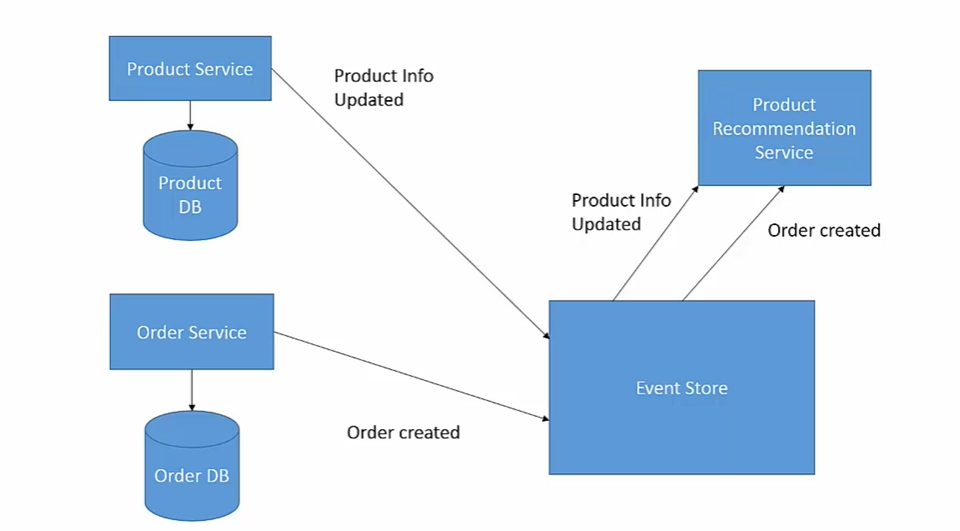 Product Service
Product Info
Updated
Product
Recommendation
Service
Product
DB
Product Info
Updated
Order created
Order Service
Event Store
Order created
Order DB